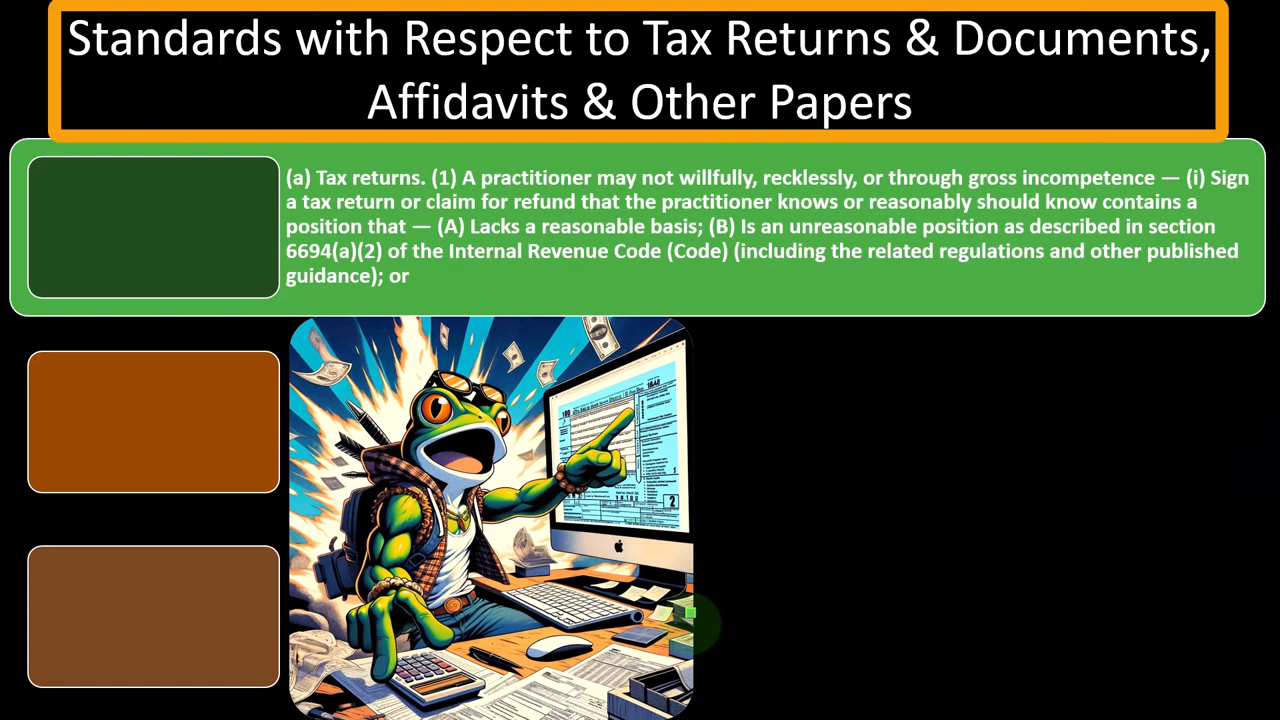 Standards with Respect to Tax Returns & Documents,
Affidavits & Other Papers
(a) Tax returns. (1) A practitioner may not willfully, recklessly, or through gross incompetence — (i) Sign
a tax return or claim for refund that the practitioner knows or reasonably should know contains a
position that — (A) Lacks a reasonable basis; (B) Is an unreasonable position as described in section
6694(a)(2) of the Internal Revenue Code (Code) (including the related regulations and other published
guidance); or
2